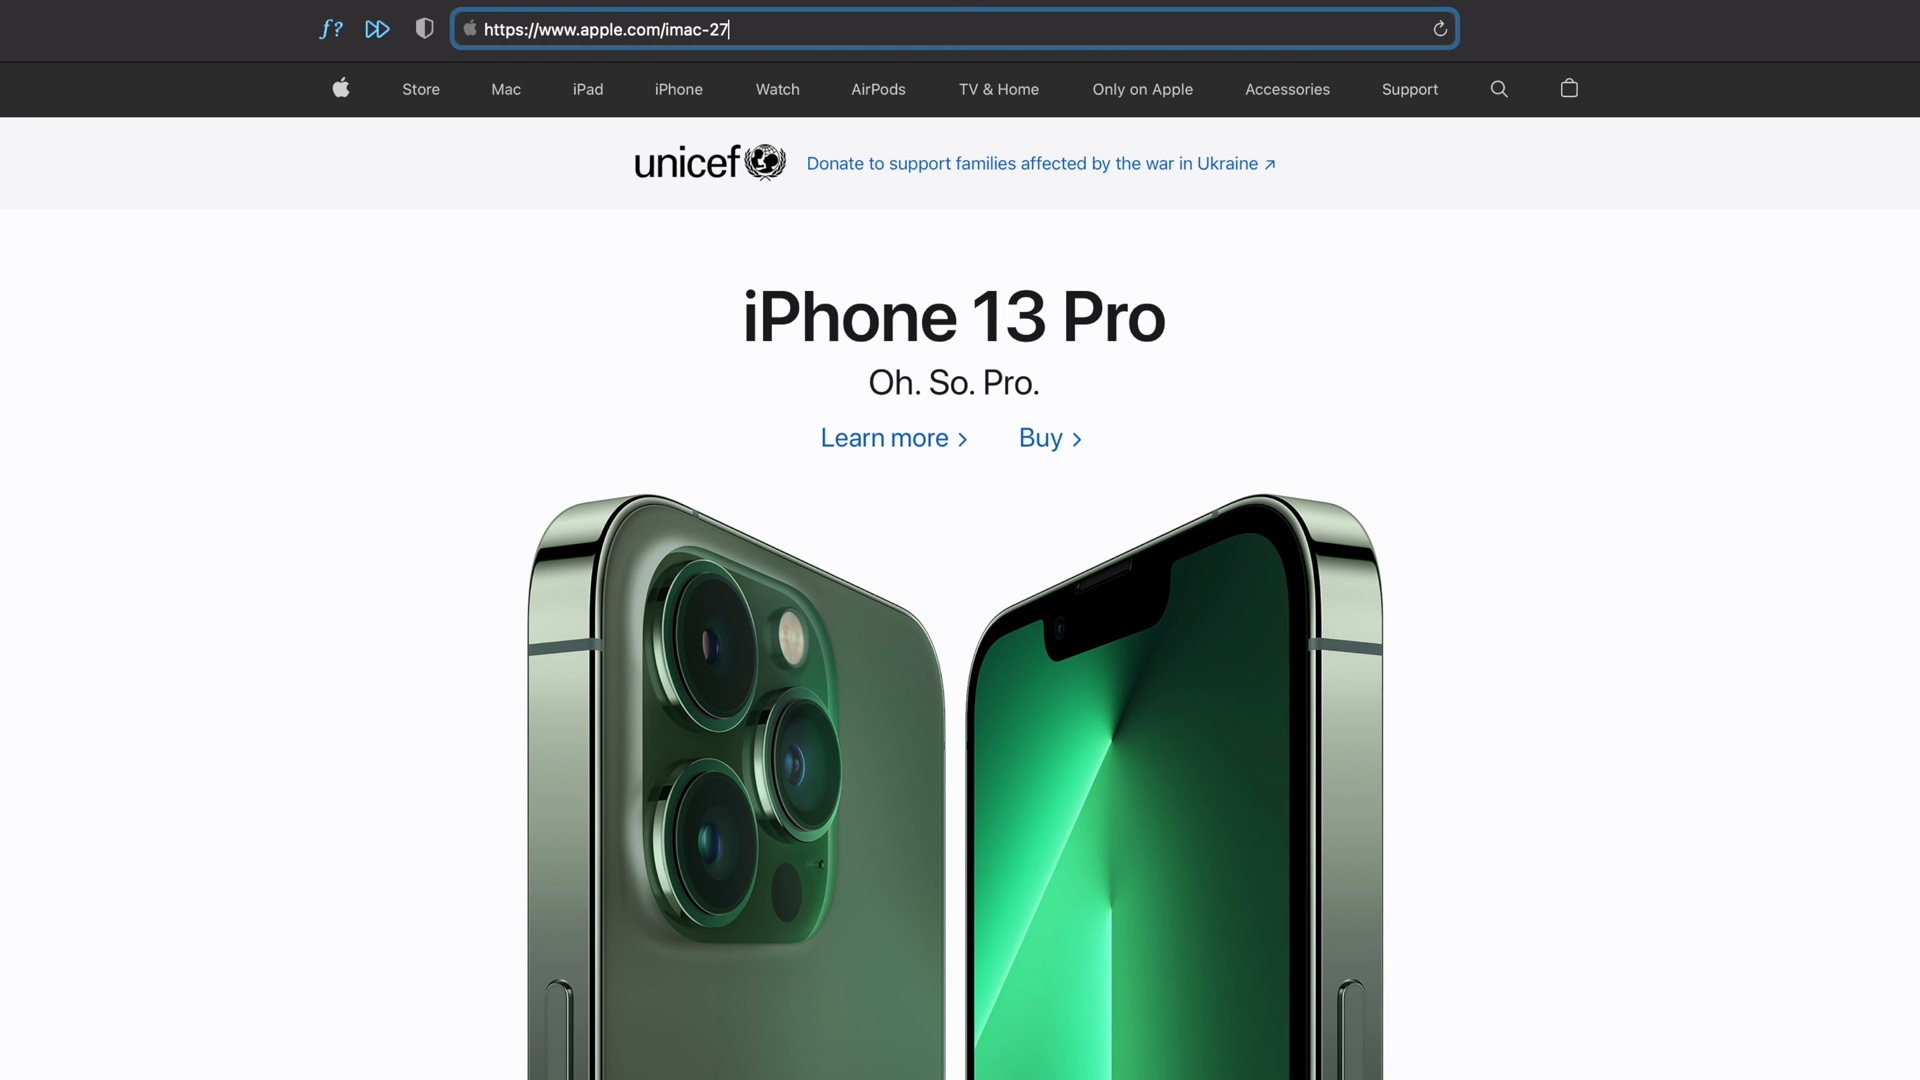 f?
https://www.apple.com/imac-27
Store Mac iPad iPhone Watch AirPods TV & Home Only on Apple Accessories Support
unicef Donate to support families affected by the war in Ukraine ↗
iPhone 13 Pro
Oh. So. Pro.
Learn more > Buy >